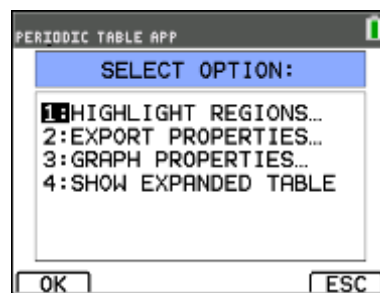 PERIODIC TABLE APP
SELECT OPTION:
1:HIGHLIGHT REGIONS…
2:EXPORT PROPERTIES…
3:GRAPH PROPERTIES…
4:SHOW EXPANDED TABLE
OK ESC